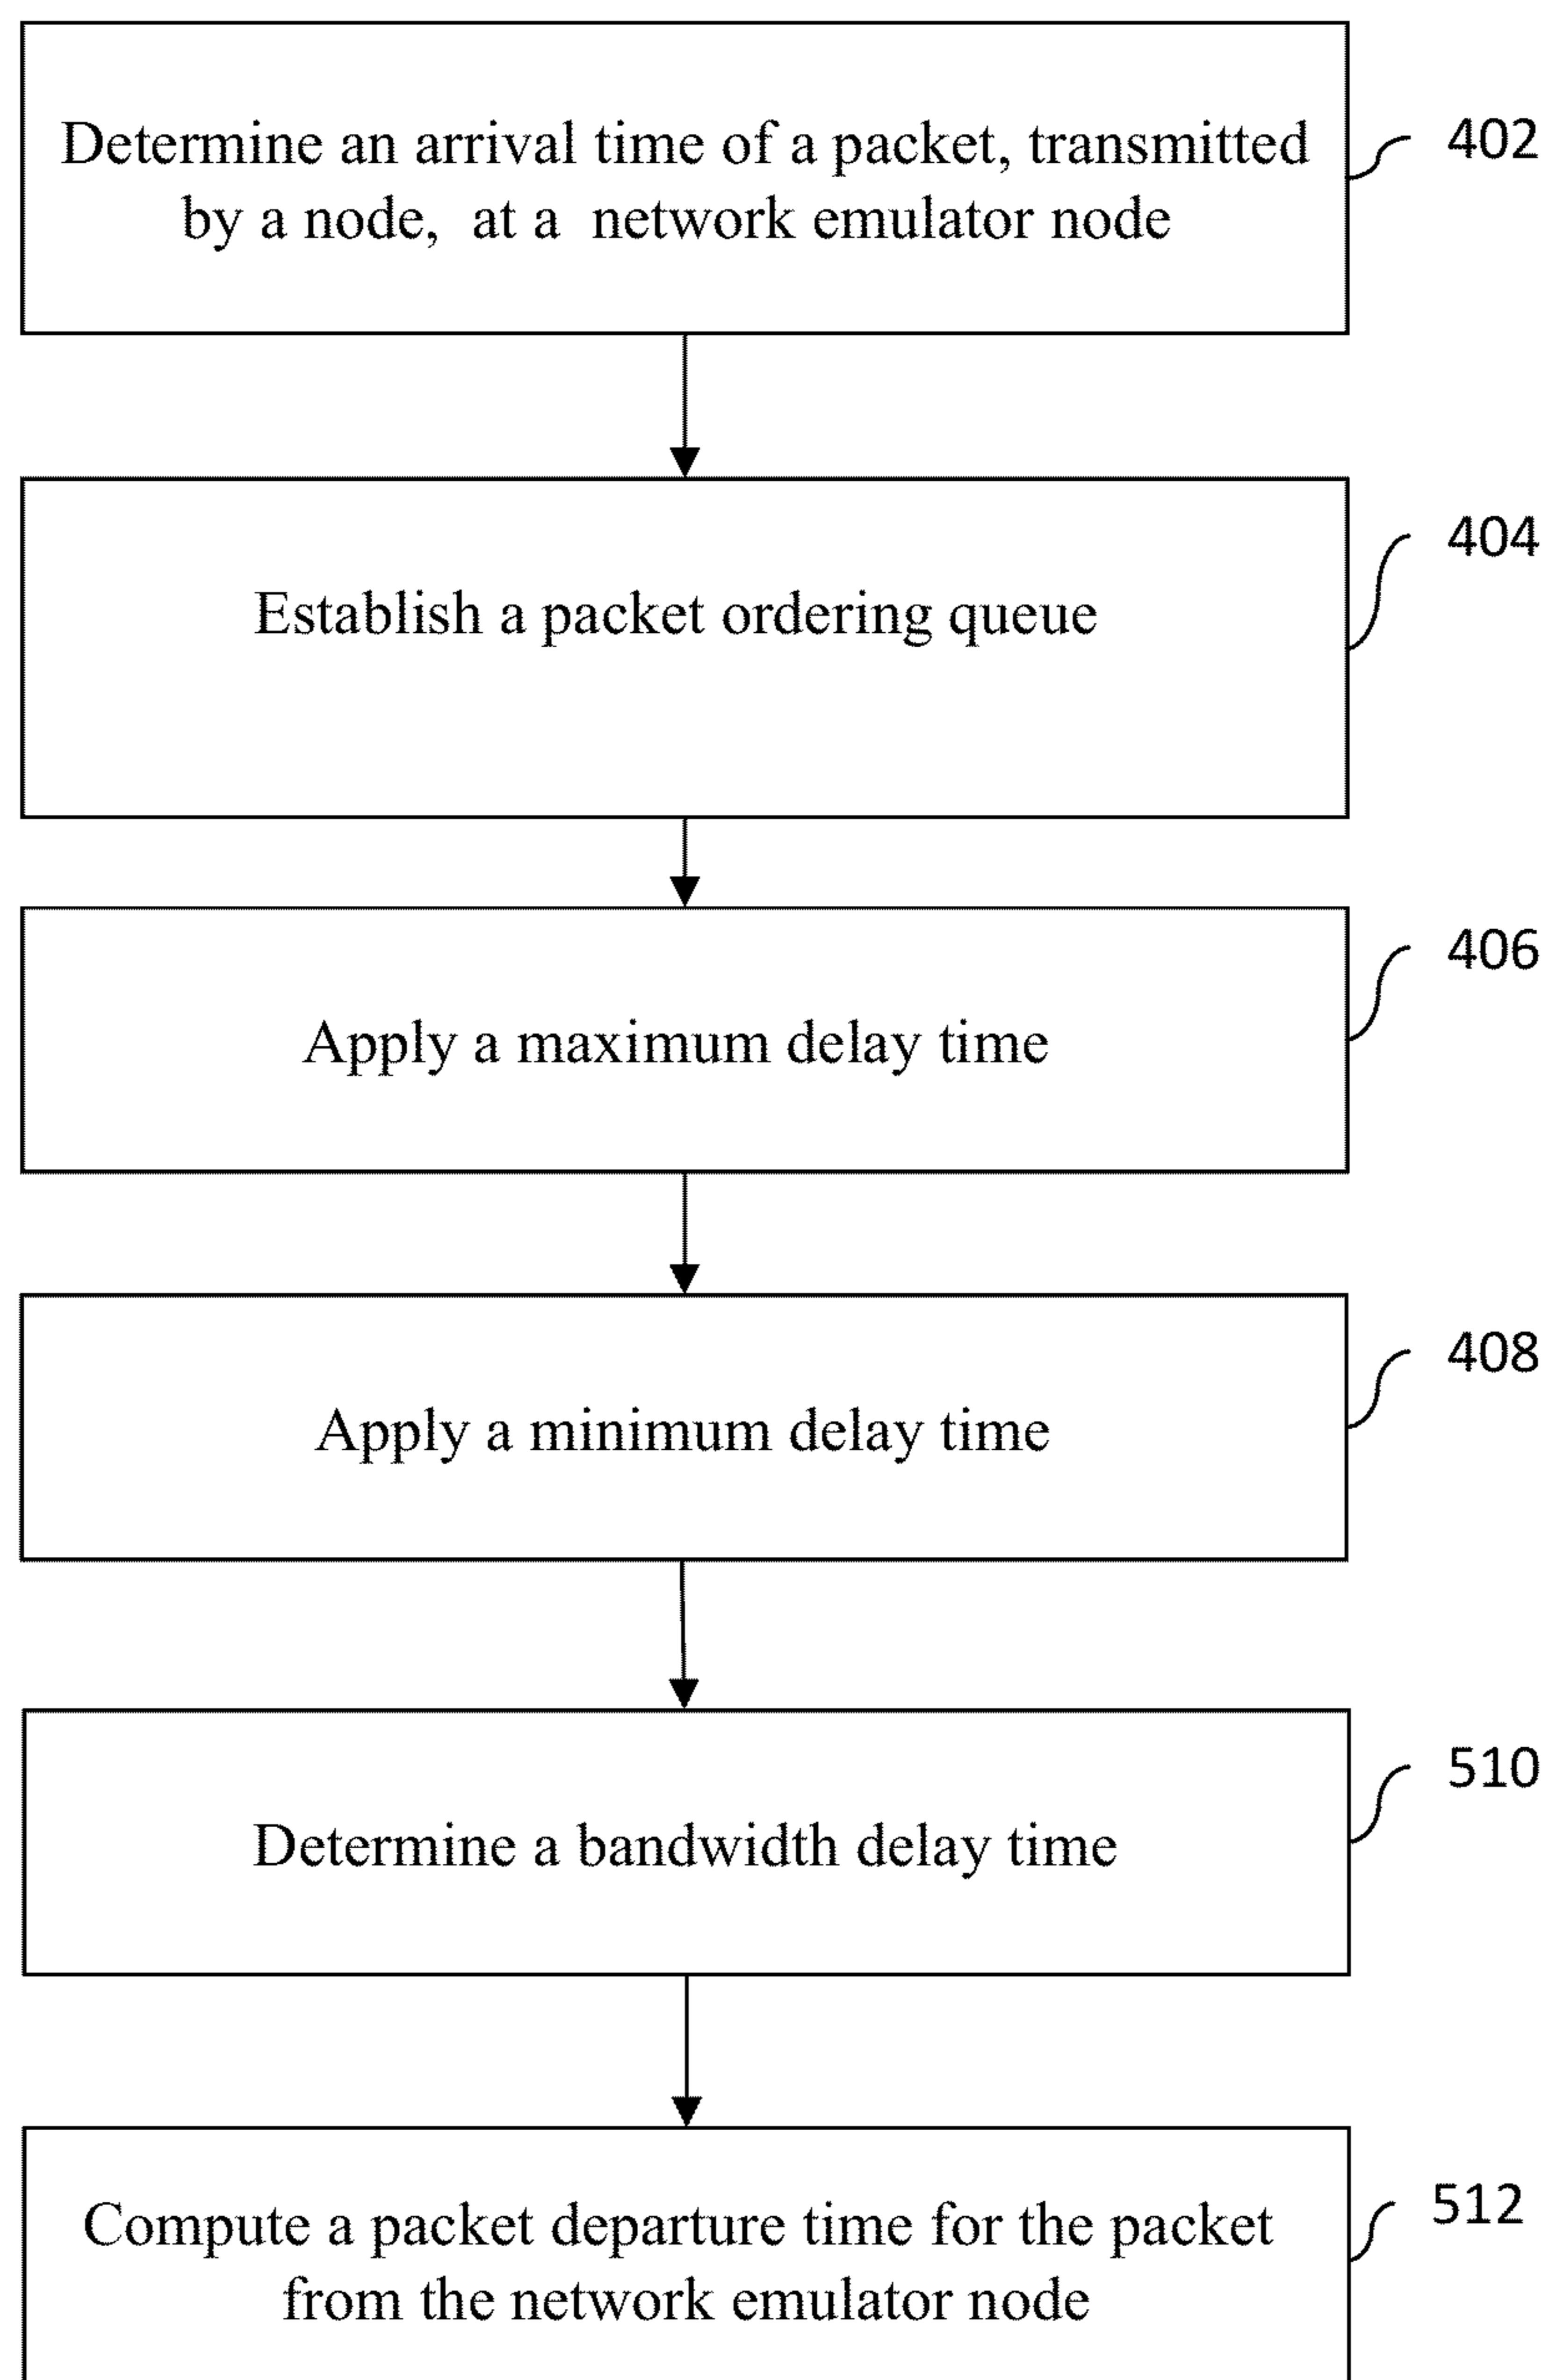 Determine an arrival time of a packet, transmitted
by a node, at a network emulator node
402
Establish a packet ordering queue
404
Apply a maximum delay time
406
Apply a minimum delay time
408
Determine a bandwidth delay time
510
Compute a packet departure time for the packet
from the network emulator node
512